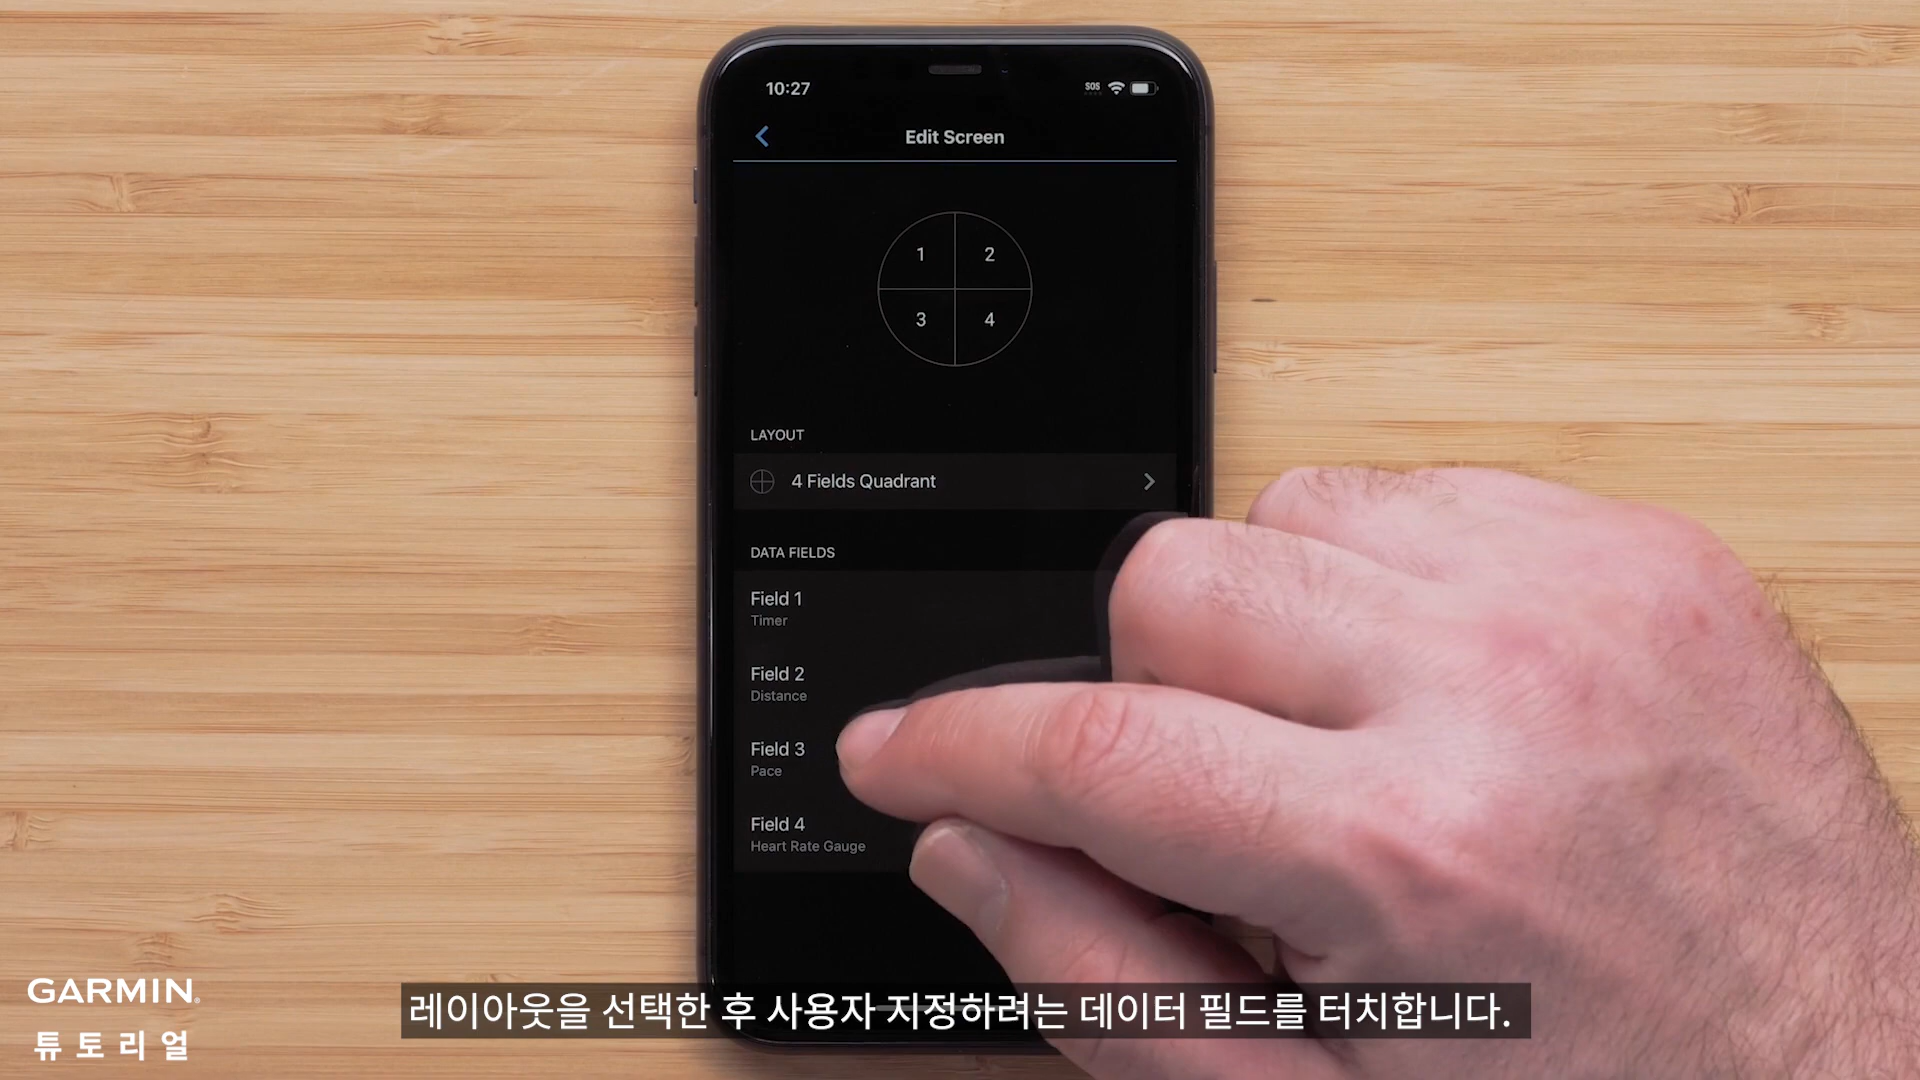 10:27
SOS
Edit Screen
1 2
3 4
LAYOUT
4 Fields Quadrant
DATA FIELDS
Field 1
Timer
Field 2
Distance
Field 3
Pace
Field 4
Heart Rate Gauge
GARMIN
튜토리얼
레이아웃을 선택한 후 사용자 지정하려는 데이터 필드를 터치합니다.